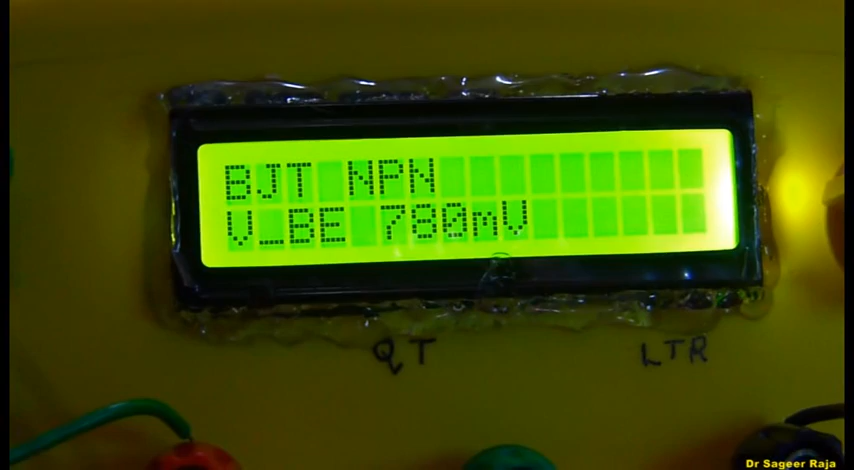 BJT NPN
V_BE 780mV
QT
LTR
Dr Sageer Raja